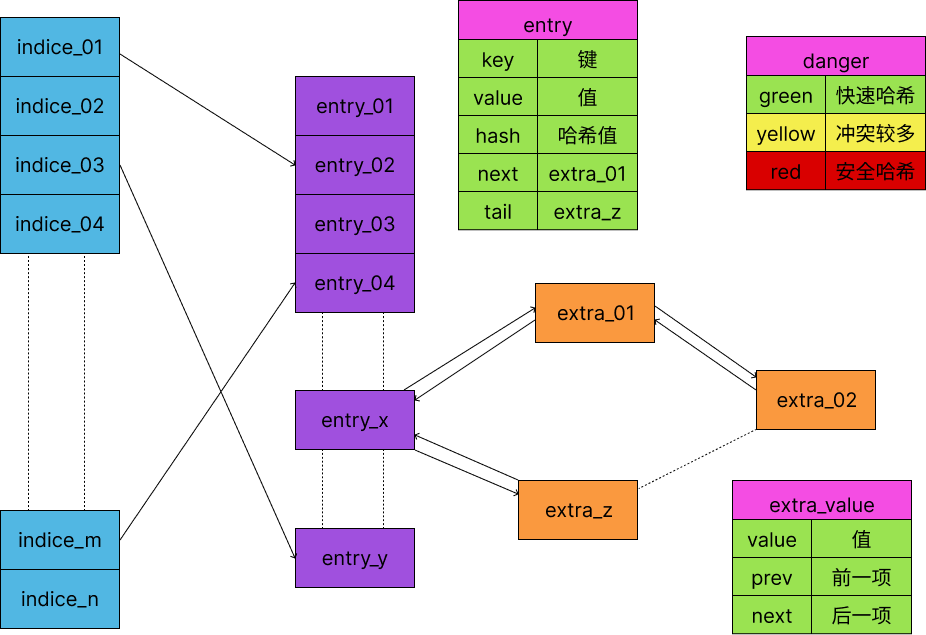 indice_01
indice_02
indice_03
indice_04
indice_m
indice_n
entry_01
entry_02
entry_03
entry_04
entry_x
entry_y
entry
key 键
value 值
hash 哈希值
next extra_01
tail extra_z
danger
green 快速哈希
yellow 冲突较多
red 安全哈希
extra_01
extra_02
extra_z
extra_value
value 值
prev 前一项
next 后一项